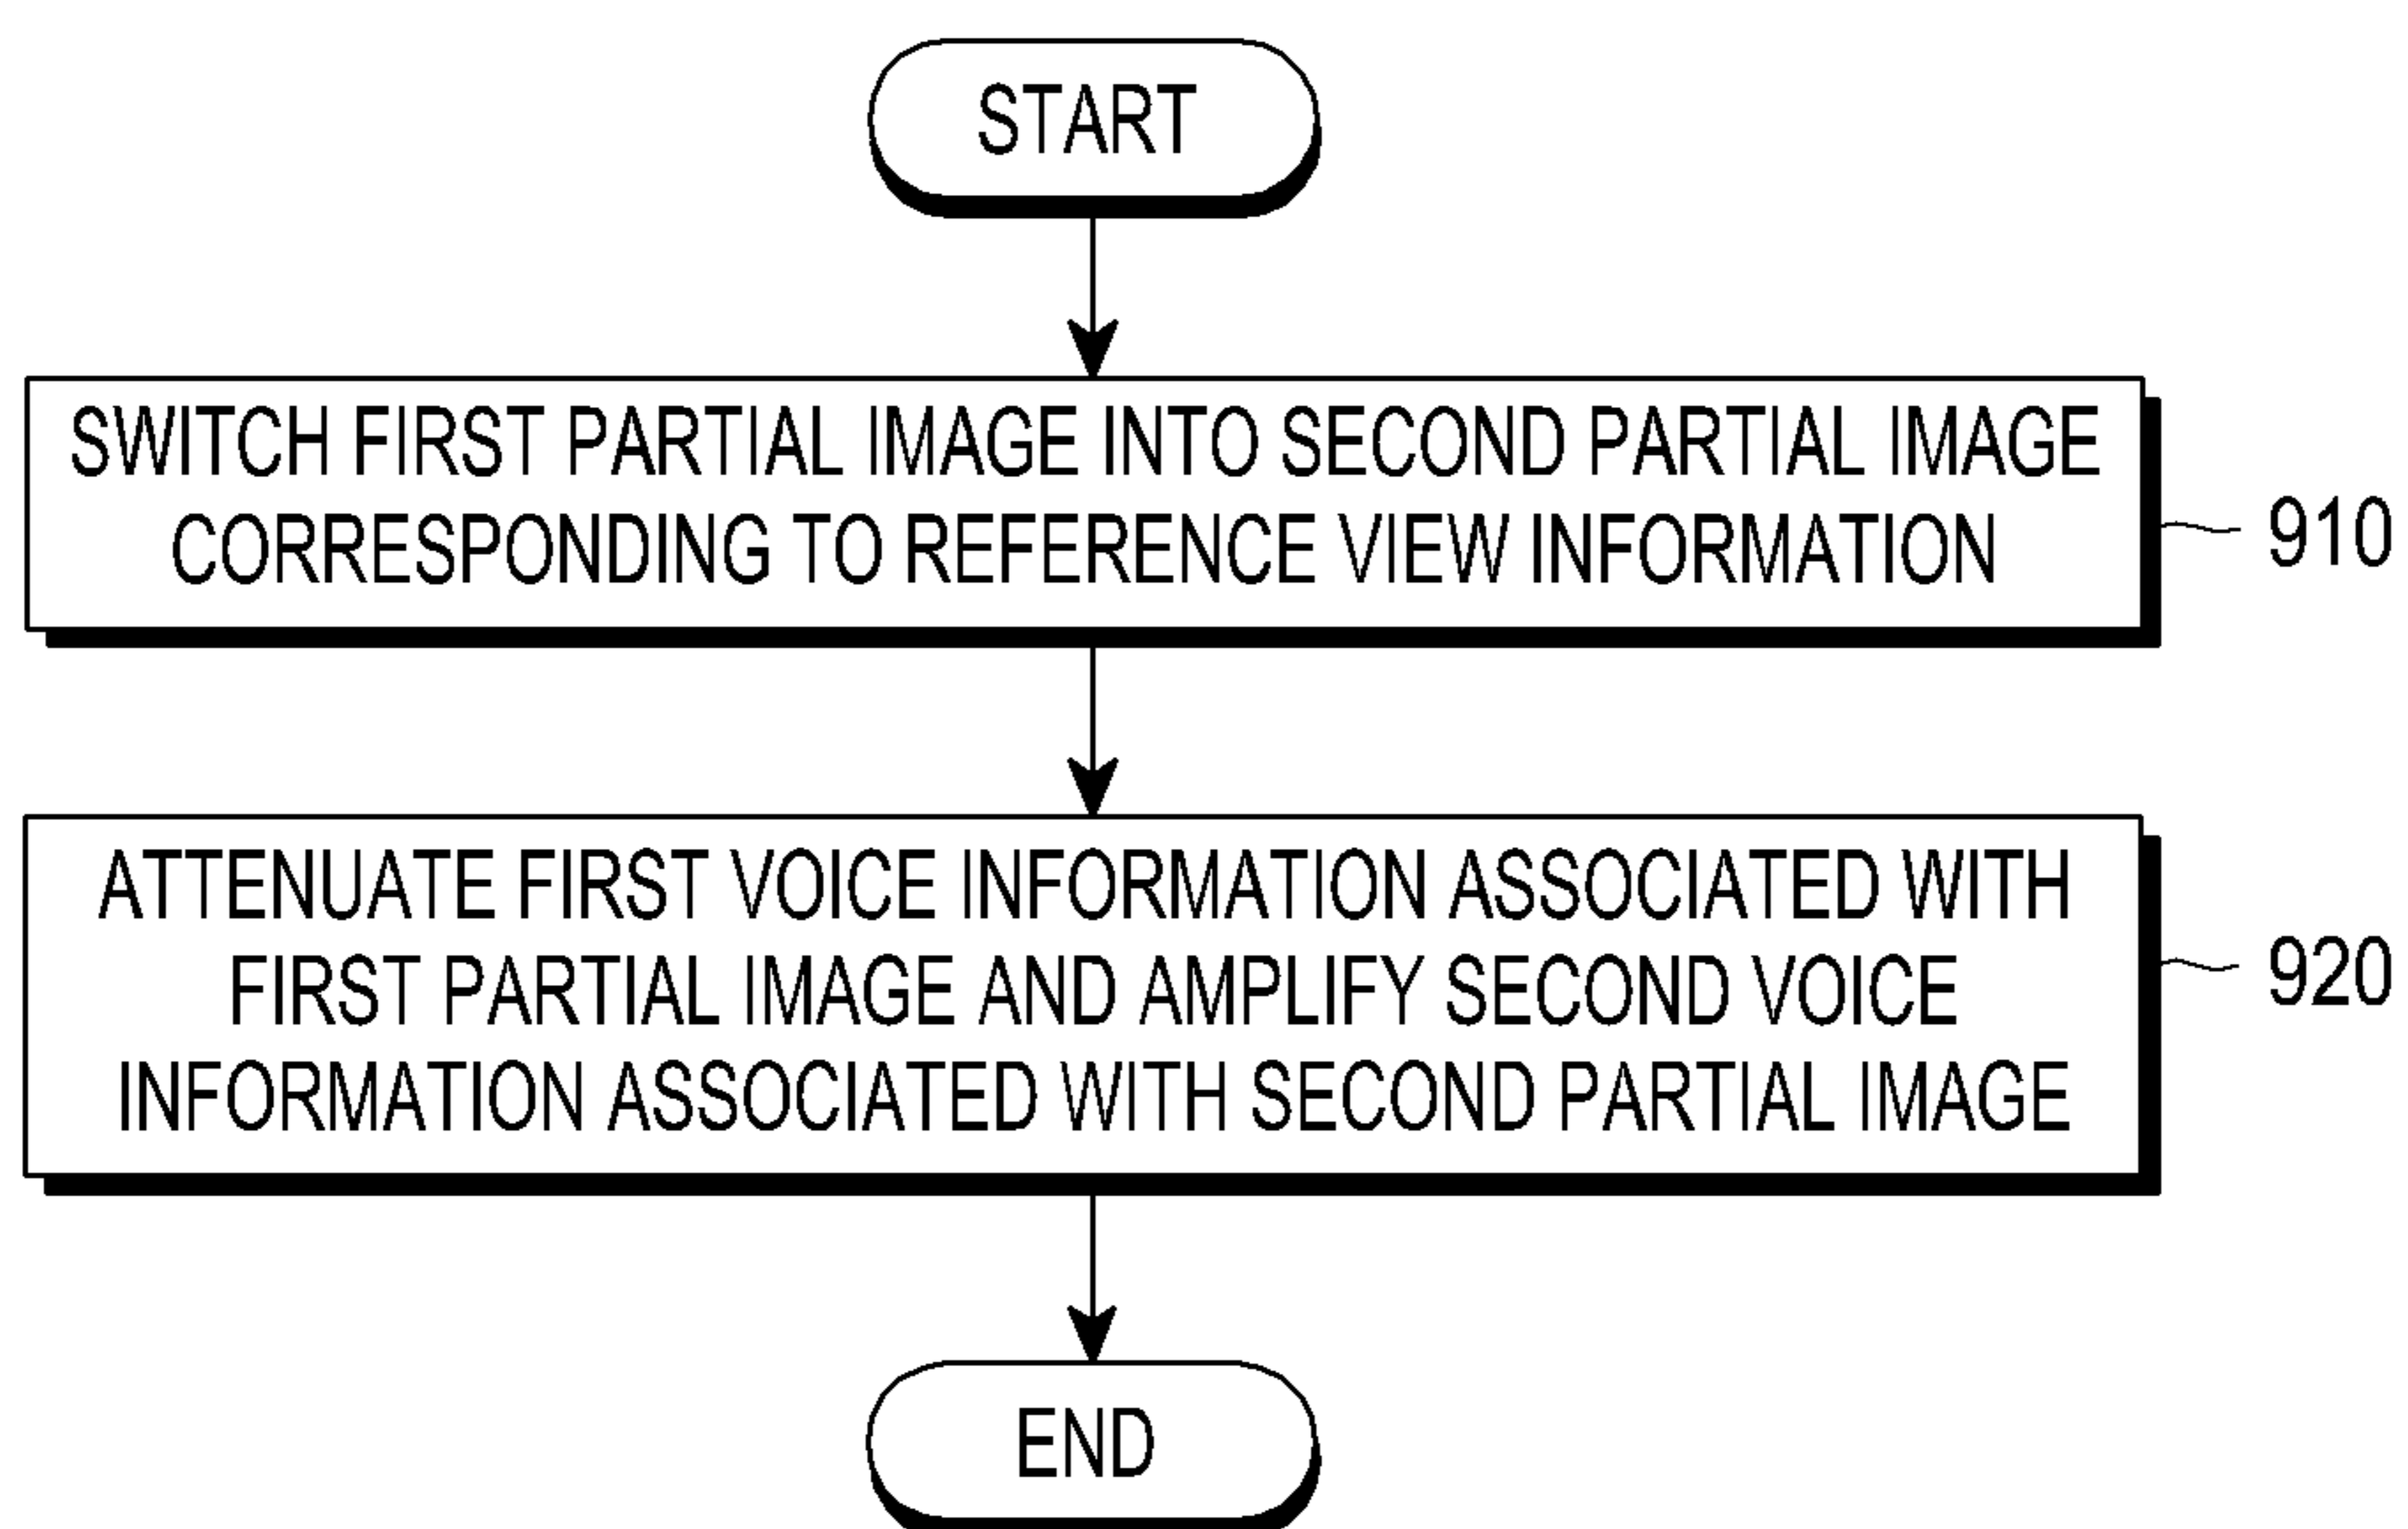 START
SWITCH FIRST PARTIAL IMAGE INTO SECOND PARTIAL IMAGE
CORRESPONDING TO REFERENCE VIEW INFORMATION
910
ATTENUATE FIRST VOICE INFORMATION ASSOCIATED WITH
FIRST PARTIAL IMAGE AND AMPLIFY SECOND VOICE
INFORMATION ASSOCIATED WITH SECOND PARTIAL IMAGE
920
END